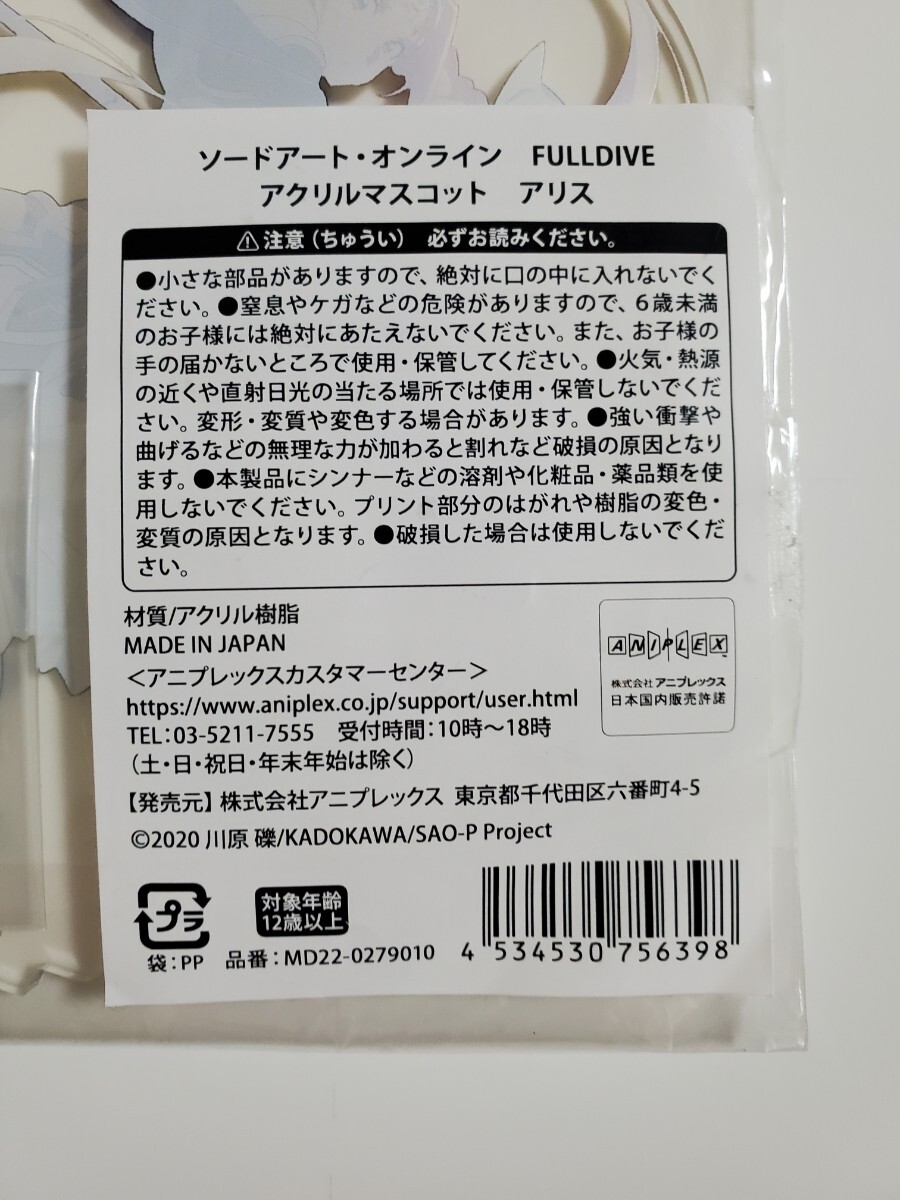 ソードアート・オンライン　FULLDIVE
アクリルマスコット　アリス
⚠注意（ちゅうい）　必ずお読みください。
●小さな部品がありますので、絶対に口の中に入れないでく
ださい。●窒息やケガなどの危険がありますので、６歳未満
のお子様には絶対にあたえないでください。また、お子様の
手の届かないところで使用・保管してください。●火気・熱源
の近くや直射日光の当たる場所では使用・保管しないでくだ
さい。変形・変質や変色する場合があります。●強い衝撃や
曲げるなどの無理な力が加わると割れなど破損の原因となり
ます。●本製品にシンナーなどの溶剤や化粧品・薬品類を使
用しないでください。プリント部分のはがれや樹脂の変色・
変質の原因となります。●破損した場合は使用しないでくだ
さい。
材質/アクリル樹脂
MADE IN JAPAN
＜アニプレックスカスタマーセンター＞
https://www.aniplex.co.jp/support/user.html
TEL：03-5211-7555　受付時間：10時～18時
（土・日・祝日・年末年始は除く）
ANIPLEX™
株式会社 アニプレックス
日本国内販売許諾
【発売元】株式会社アニプレックス 東京都千代田区六番町4-5
©2020 川原 礫/KADOKAWA/SAO-P Project
プラ
袋：PP
対象年齢
12歳以上
品番：MD22-0279010
4 534530 756398